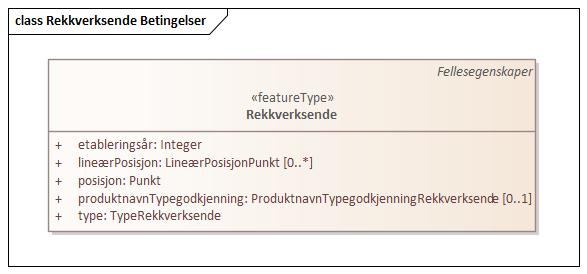 class Rekkverksende Betingelser
Fellesegenskaper
«featureType»
Rekkverksende
+ etableringsår: Integer
+ lineærPosisjon: LineærPosisjonPunkt [0..*]
+ posisjon: Punkt
+ produktnavnTypegodkjenning: ProduktnavnTypegodkjenningRekkverksende [0..1]
+ type: TypeRekkverksende